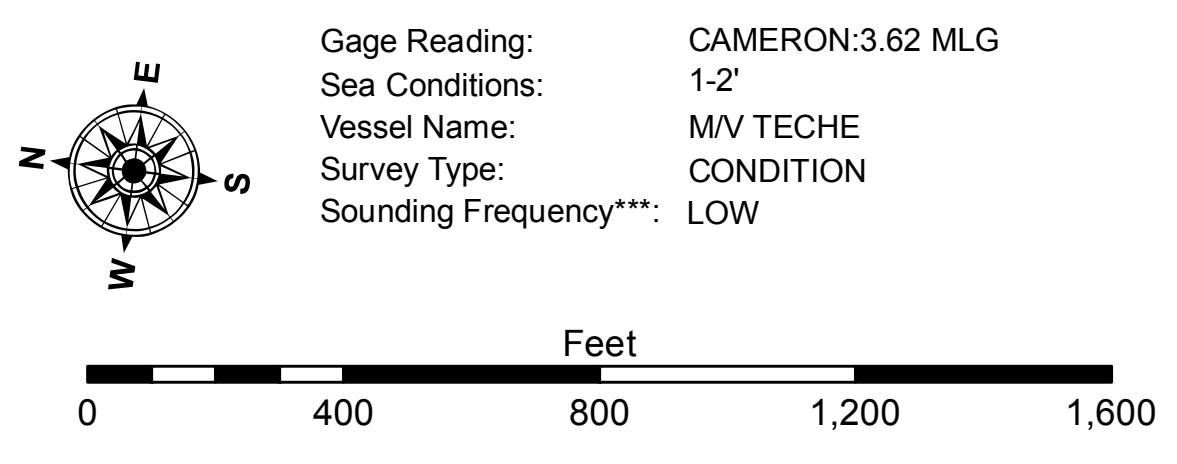 E
N
S
W
Gage Reading: CAMERON:3.62 MLG
Sea Conditions: 1-2'
Vessel Name: M/V TECHE
Survey Type: CONDITION
Sounding Frequency***: LOW
Feet
0 400 800 1,200 1,600